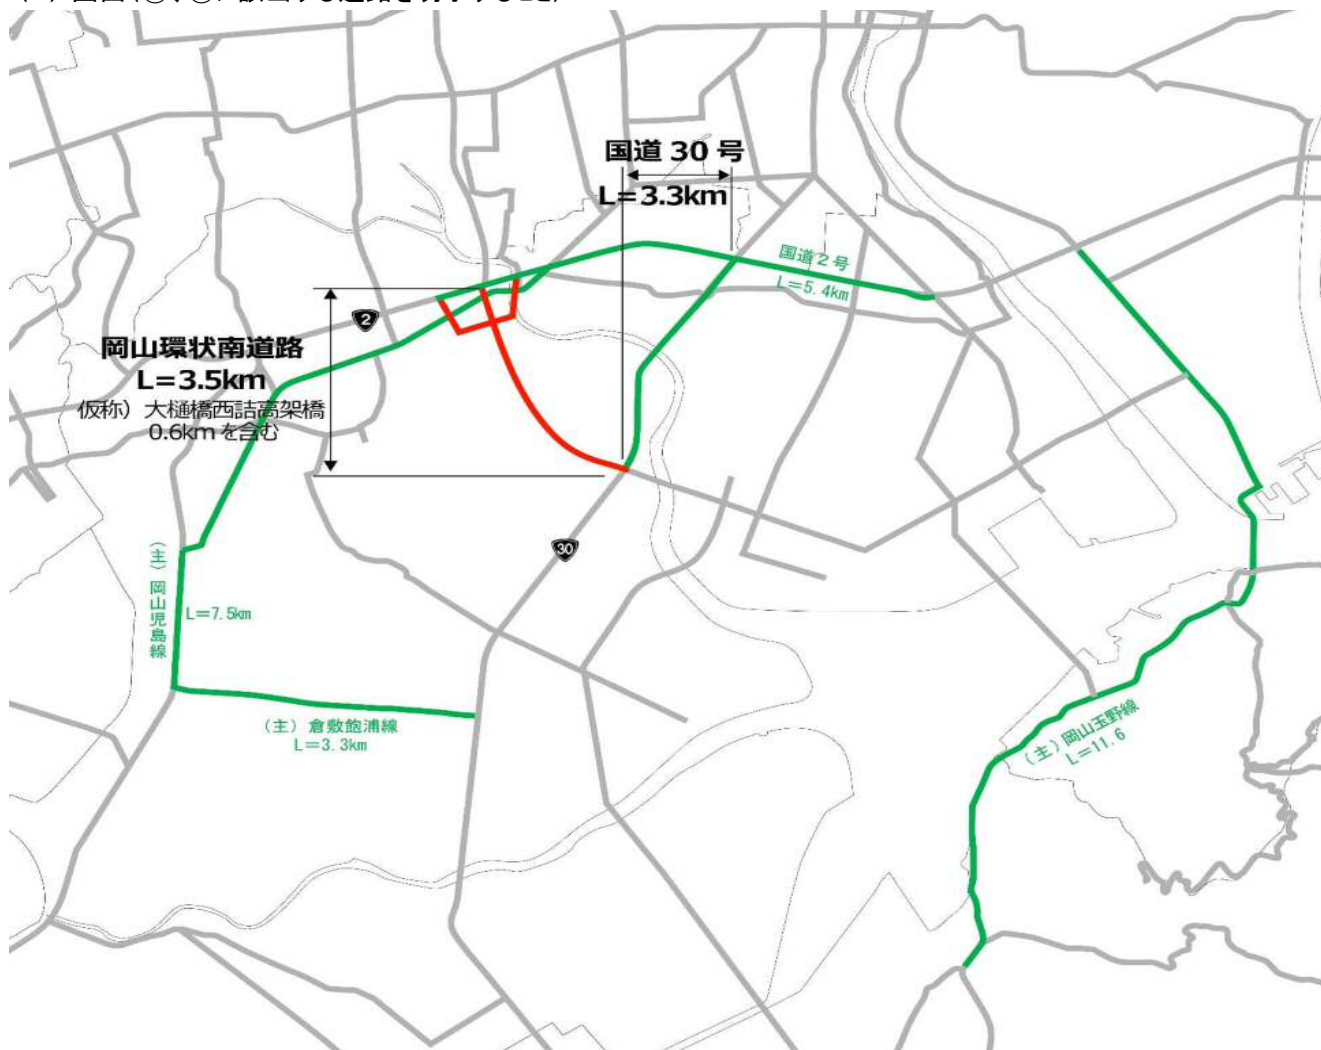 国道 30 号
L=3.3km
国道２号
L=5.4km
2
岡山環状南道路
L=3.5km
仮称）大樋橋西詰高架橋
0.6km を含む
30
（主）岡山児島線
L=7.5km
（主）倉敷飽浦線
L=3.3km
（主）岡山玉野線
L=11.6